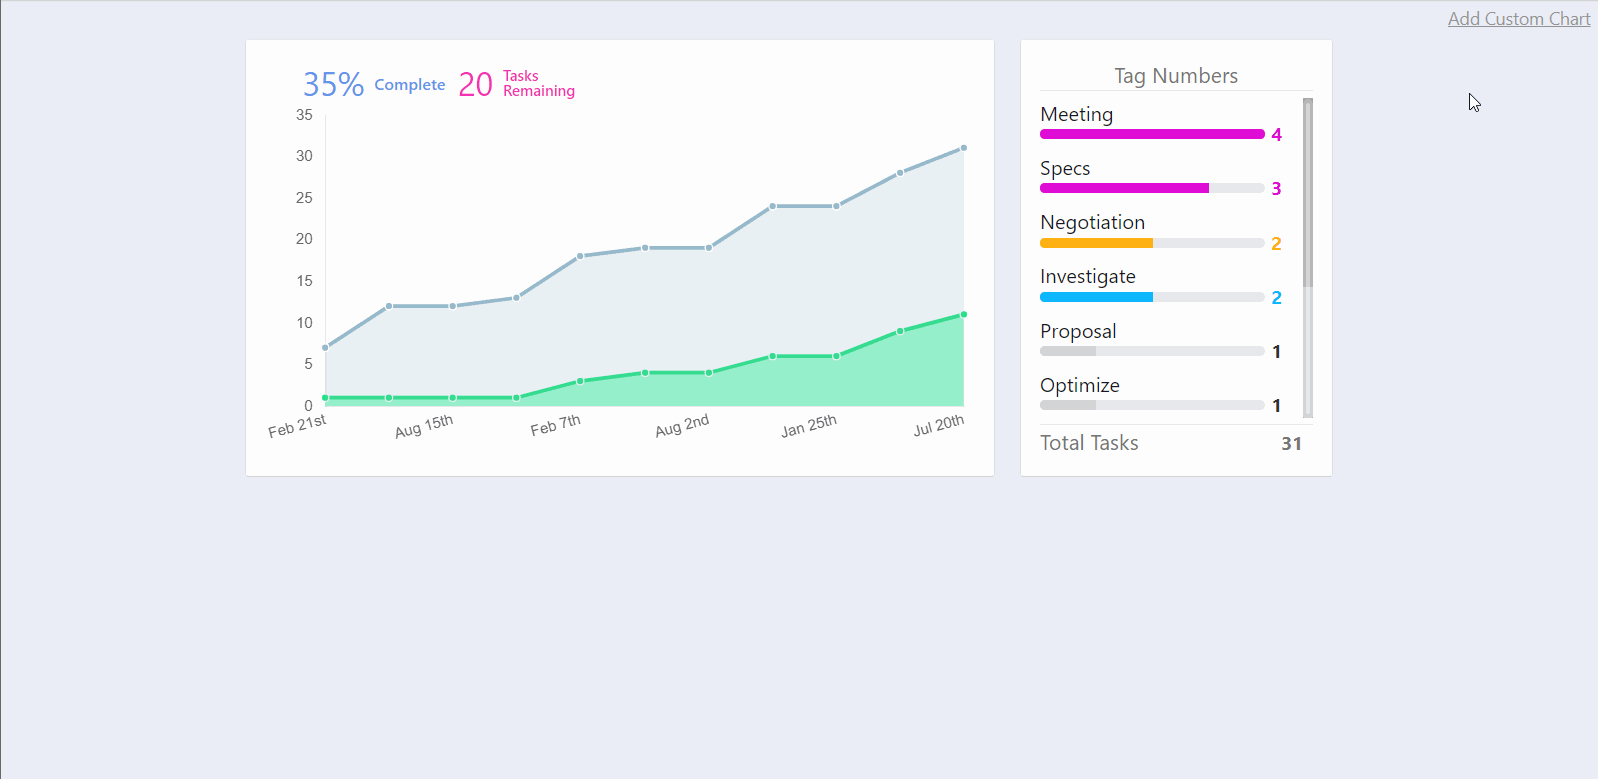 Add Custom Chart
35% Complete 20 Tasks Remaining
35
30
25
20
15
10
5
0
Feb 21st Aug 15th Feb 7th Aug 2nd Jan 25th Jul 20th
Tag Numbers
Meeting
4
Specs
3
Negotiation
2
Investigate
2
Proposal
1
Optimize
1
Total Tasks 31